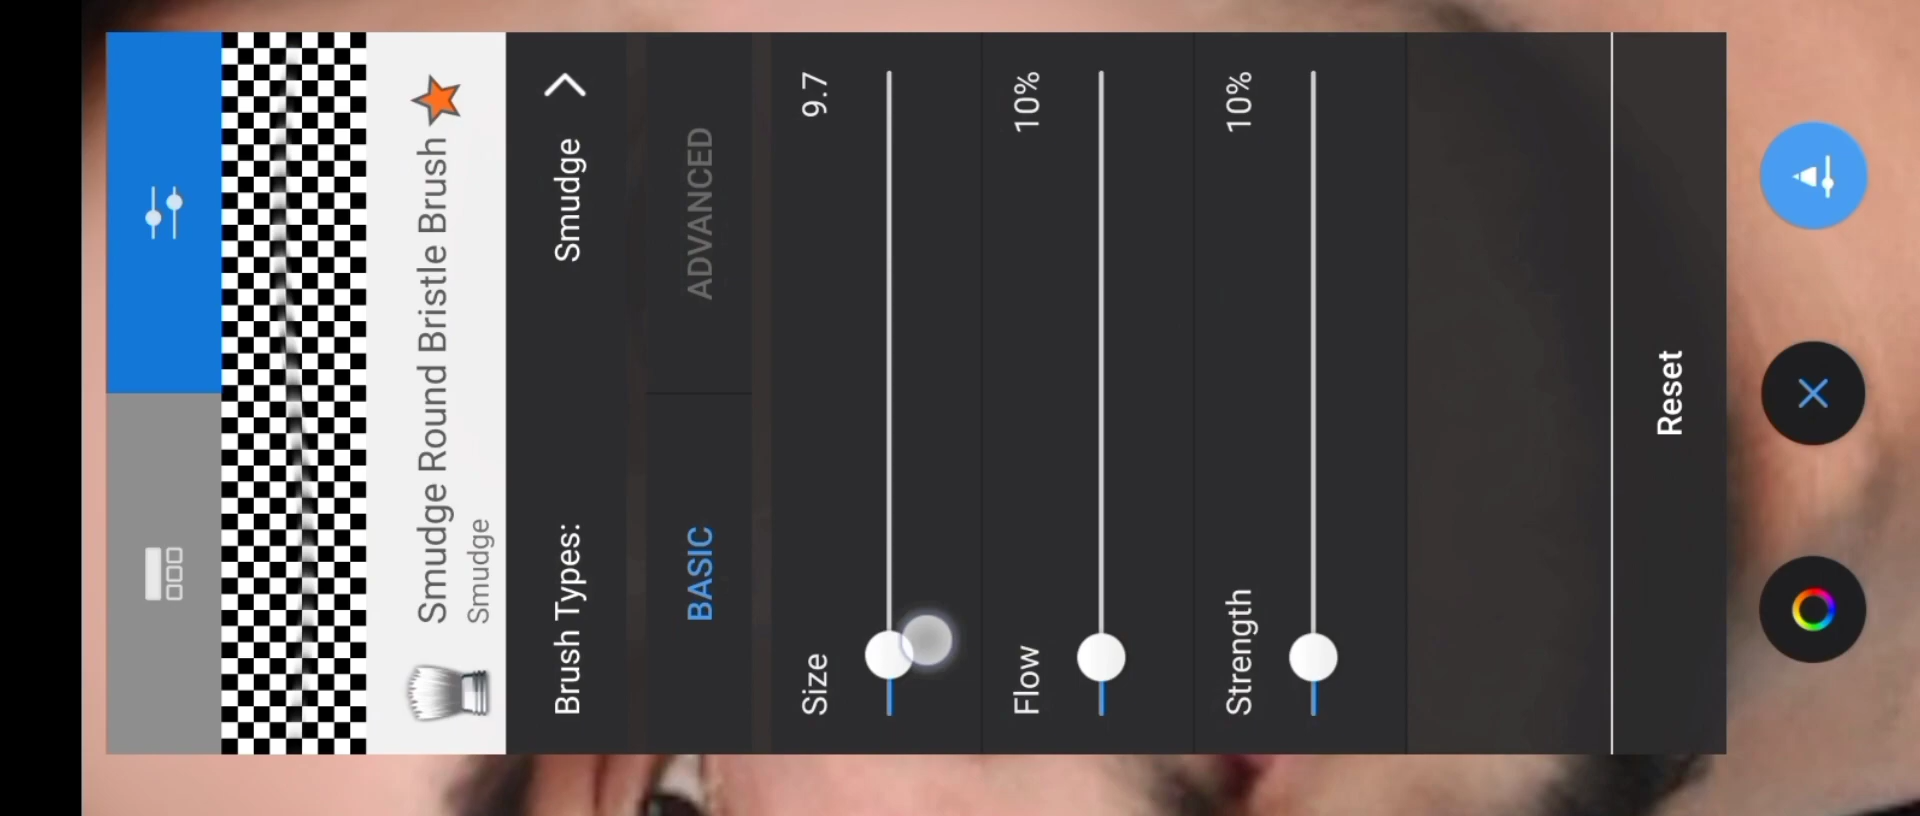 Smudge Round Bristle Brush
Smudge
Brush Types: Smudge
BASIC ADVANCED
Size 9.7
Flow 10%
Strength 10%
Reset